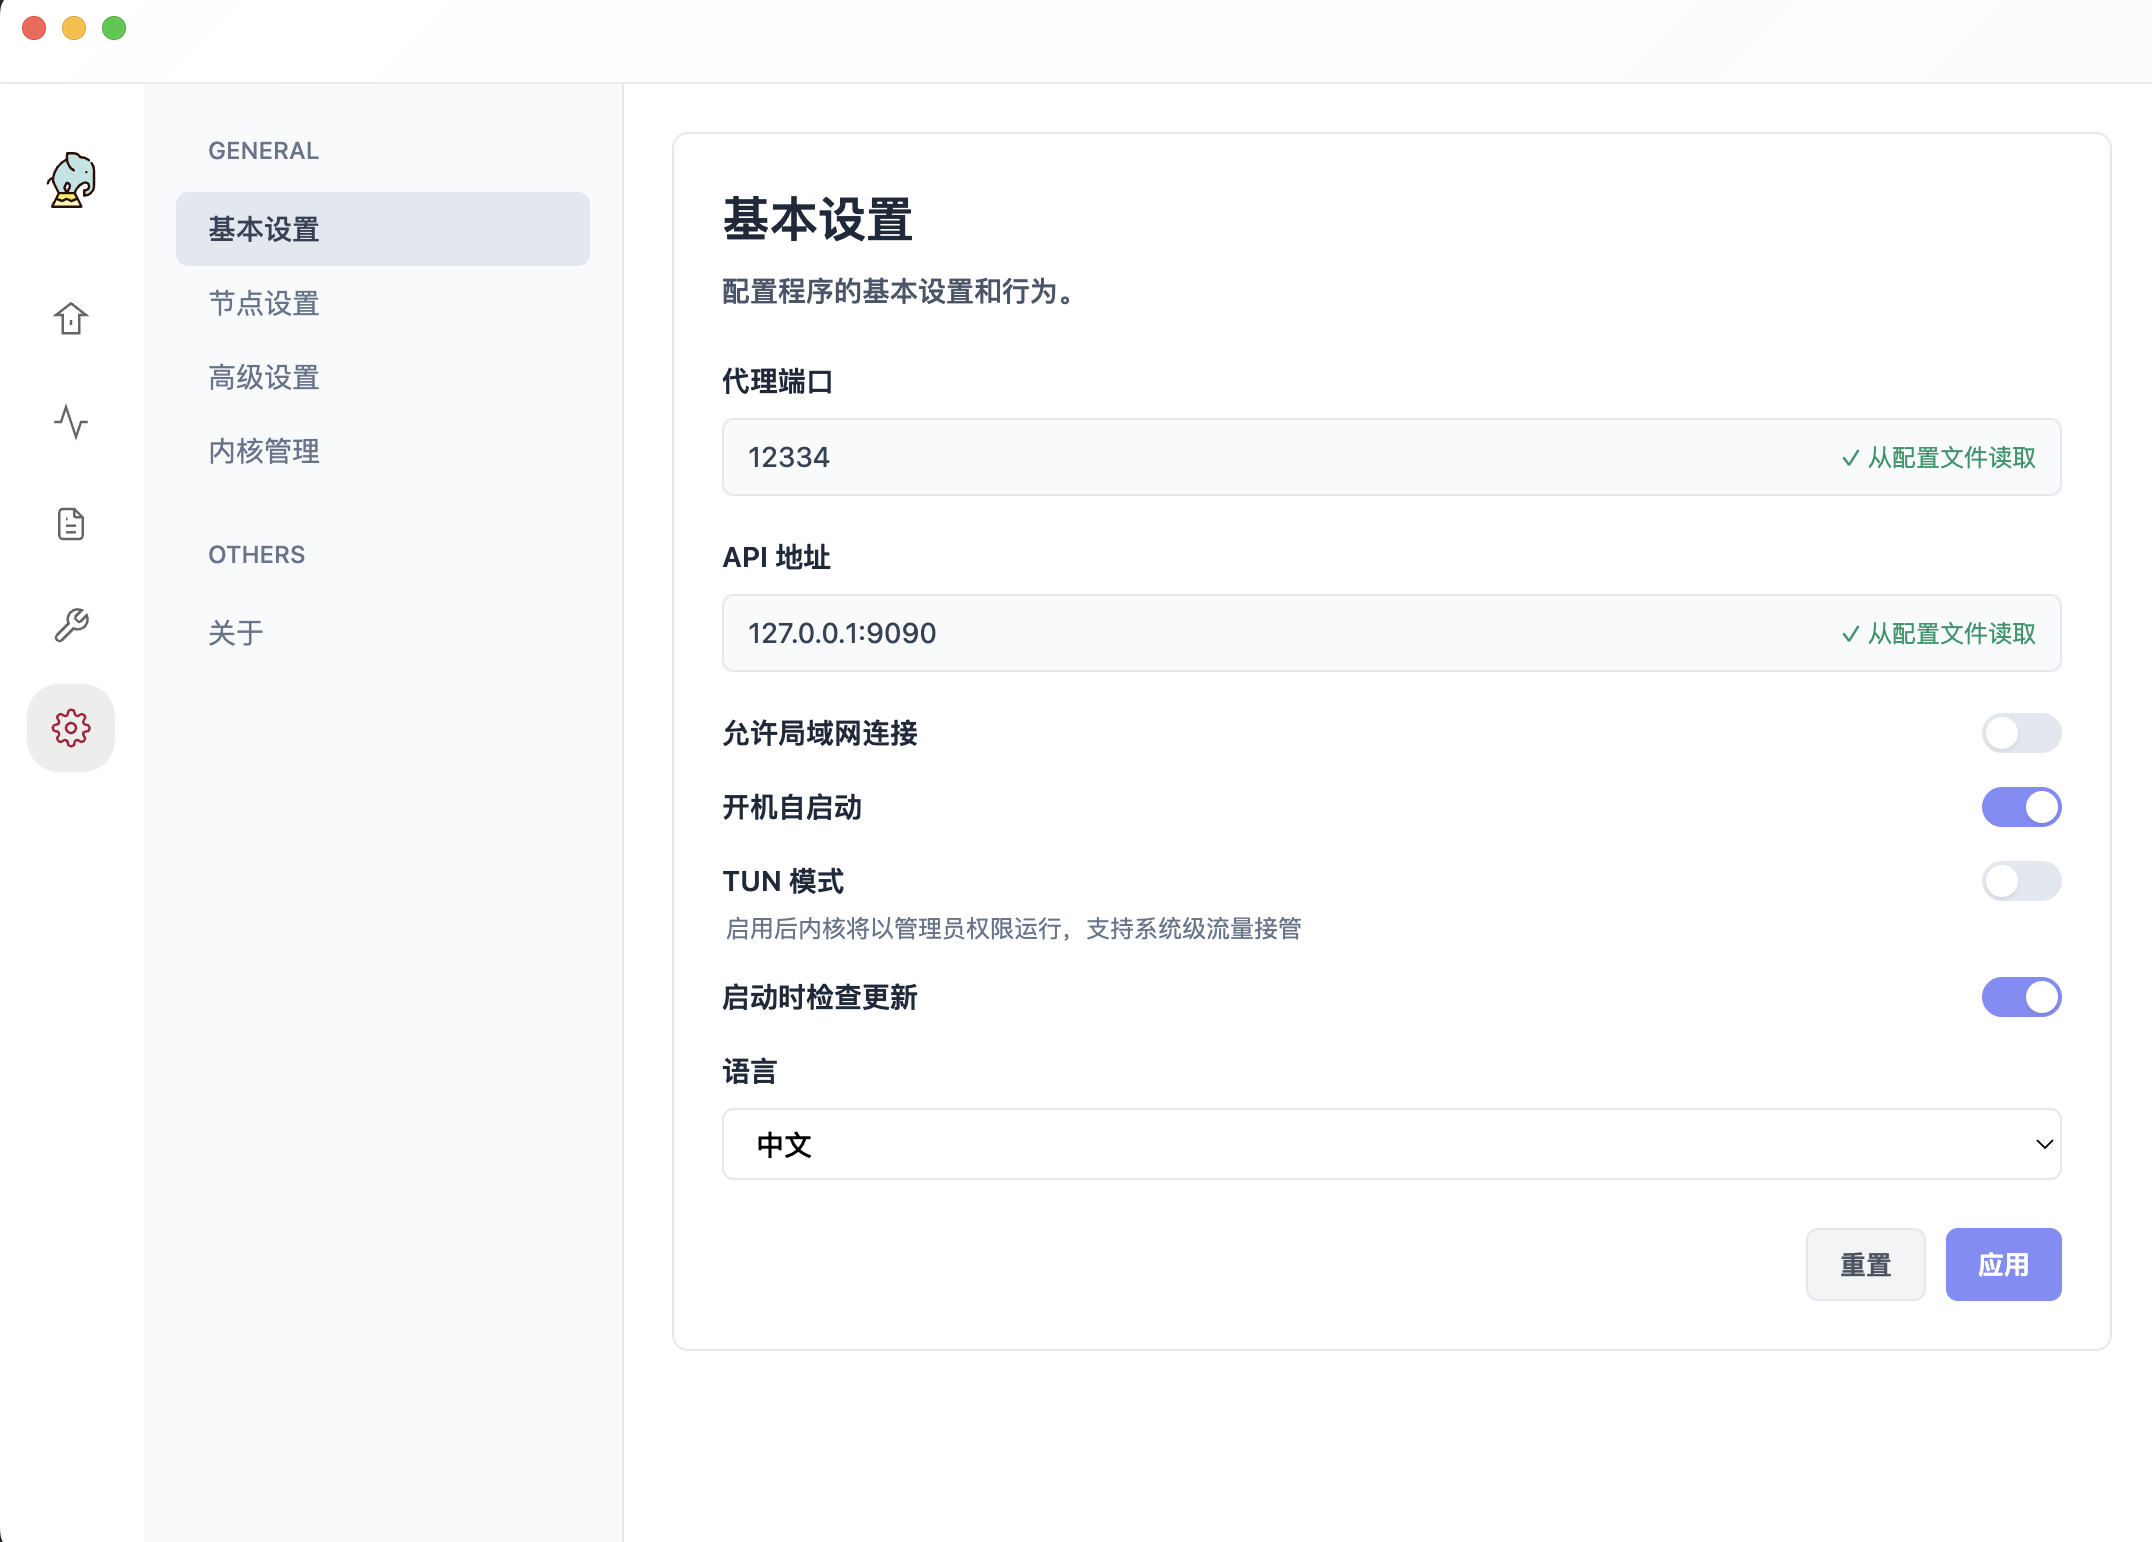 GENERAL
基本设置
节点设置
高级设置
内核管理
OTHERS
关于
基本设置
配置程序的基本设置和行为。
代理端口
12334
✓ 从配置文件读取
API 地址
127.0.0.1:9090
✓ 从配置文件读取
允许局域网连接
开机自启动
TUN 模式
启用后内核将以管理员权限运行，支持系统级流量接管
启动时检查更新
语言
中文
重置
应用